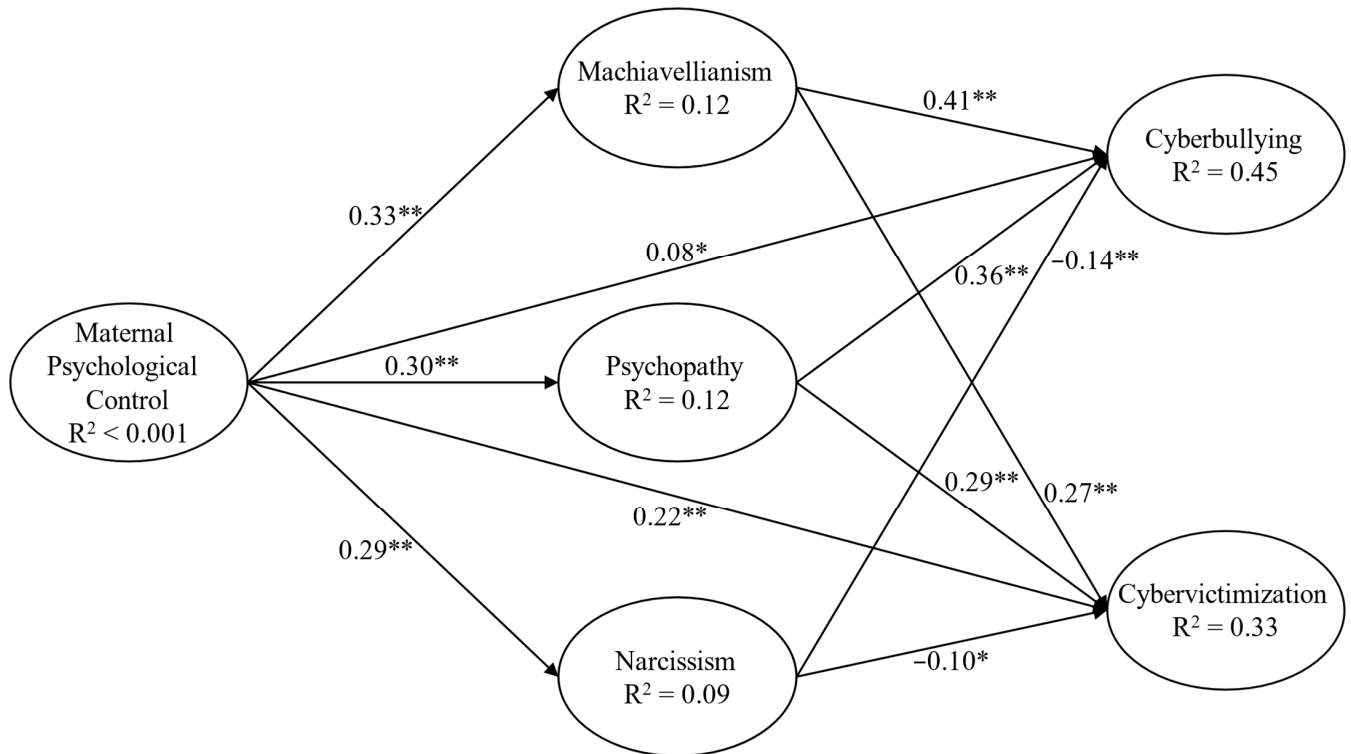 Machiavellianism
R² = 0.12
0.41**
Cyberbullying
R² = 0.45
0.33**
0.08*
0.36**
−0.14**
Maternal
Psychological
Control
R² < 0.001
0.30**
Psychopathy
R² = 0.12
0.29**
0.27**
0.22**
0.29**
Cybervictimization
R² = 0.33
Narcissism
R² = 0.09
−0.10*